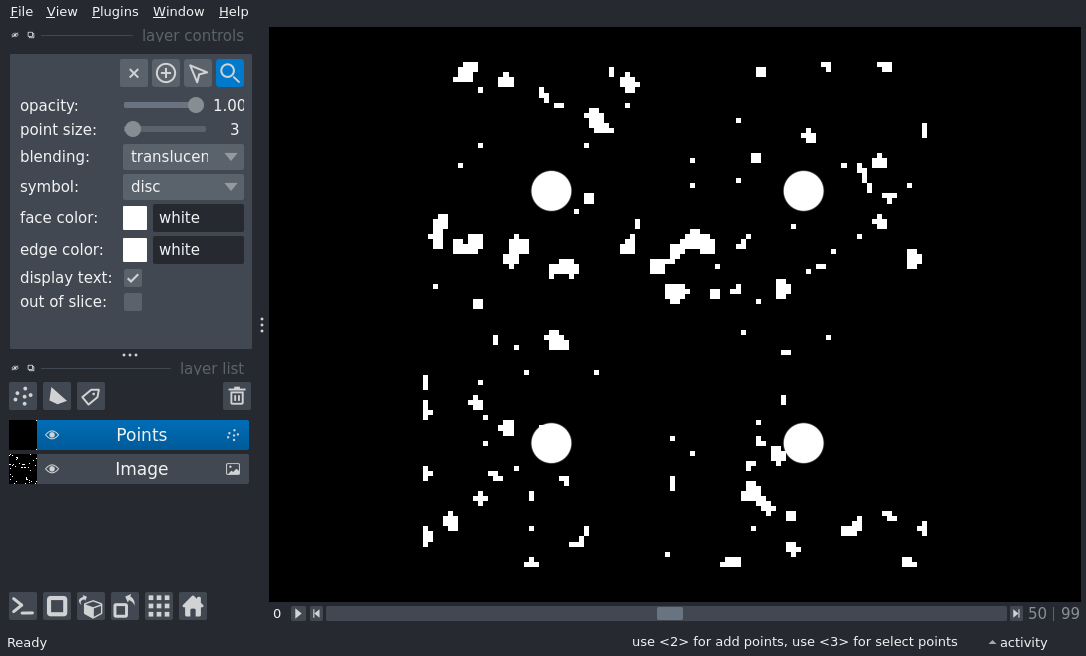 File View Plugins Window Help
layer controls
opacity: 1.00
point size: 3
blending: translucen
symbol: disc
face color: white
edge color: white
display text:
out of slice:
layer list
Points
Image
0 50 | 99
Ready use <2> for add points, use <3> for select points activity